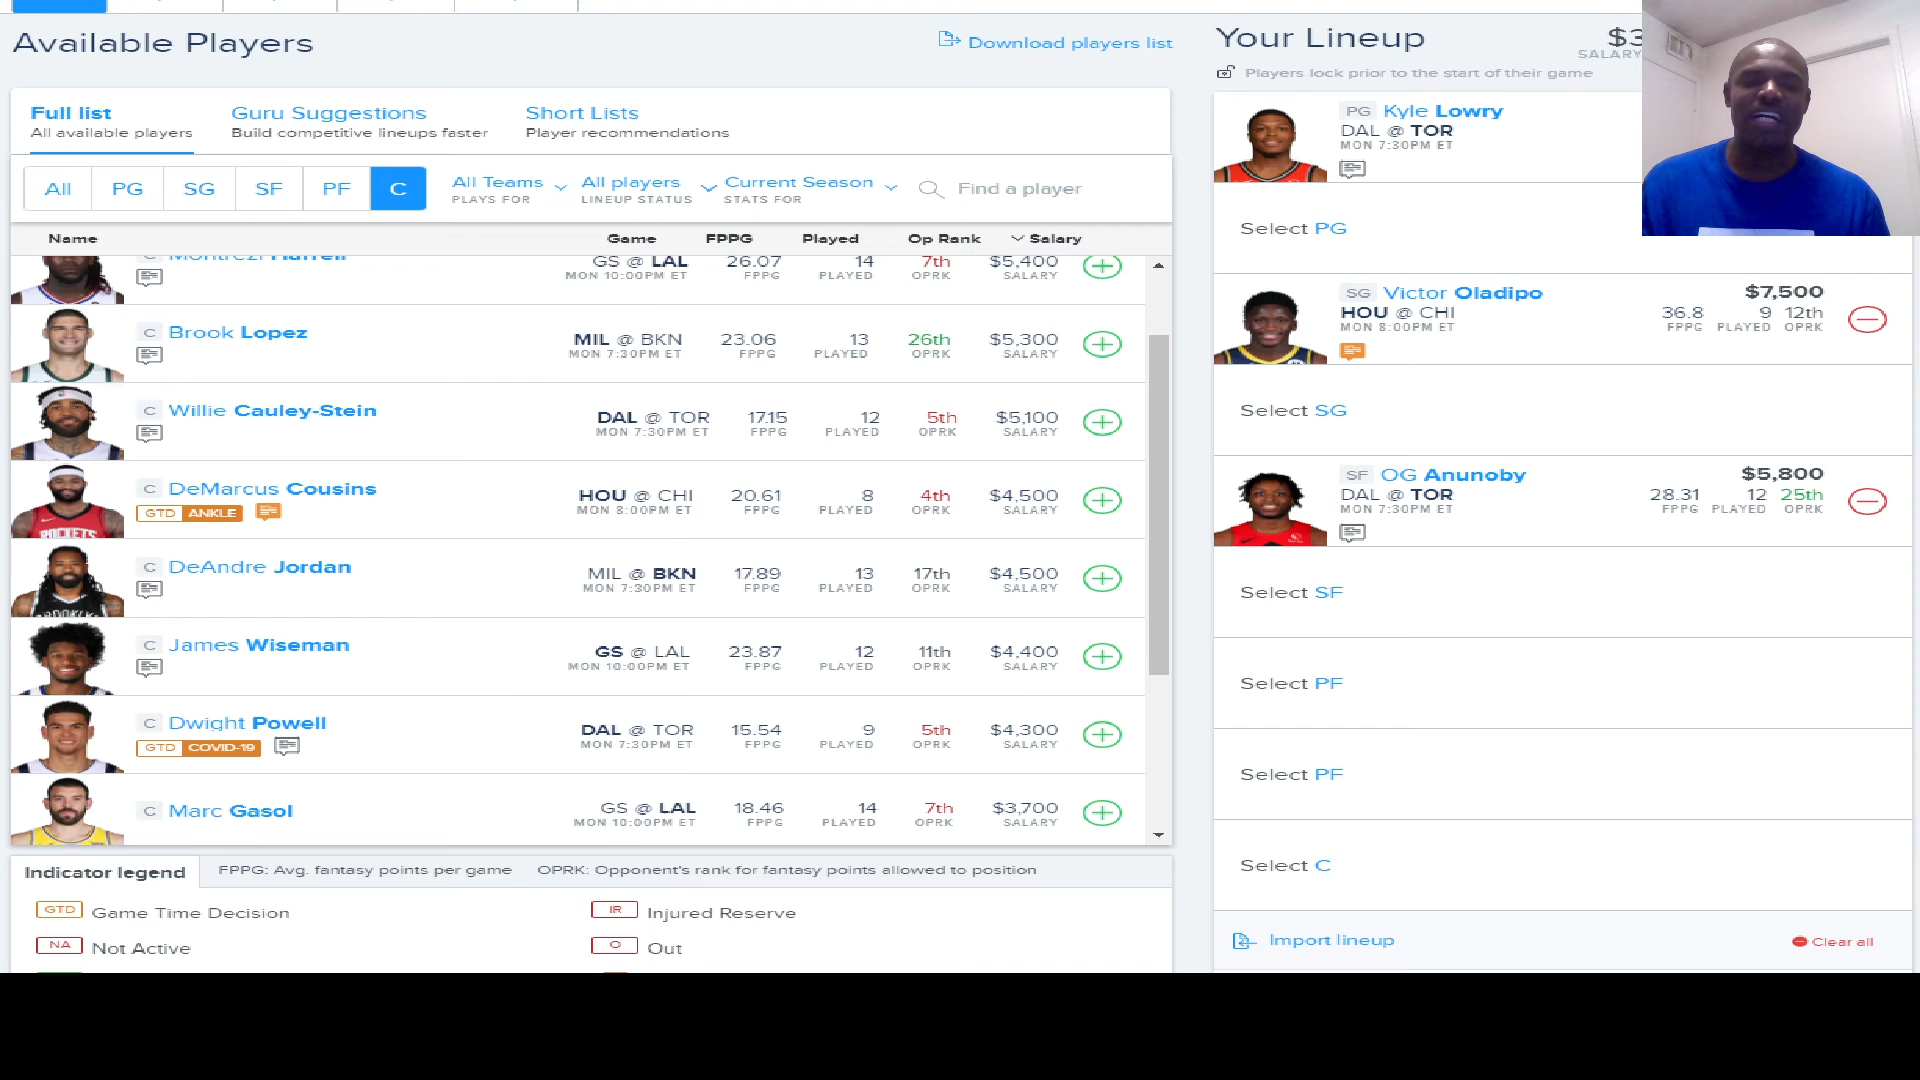 Available Players
Download players list
Full list
All available players
Guru Suggestions
Build competitive lineups faster
Short Lists
Player recommendations
All PG SG SF PF C
All Teams
PLAYS FOR
All players
LINEUP STATUS
Current Season
STATS FOR
Find a player
Name Game FPPG Played Op Rank Salary
C Montrezl Harrell GS @ LAL 26.07 14 7th $5,400
MON 10:00PM ET FPPG PLAYED OPRK SALARY
C Brook Lopez MIL @ BKN 23.06 13 26th $5,300
MON 7:30PM ET FPPG PLAYED OPRK SALARY
C Willie Cauley-Stein DAL @ TOR 17.15 12 5th $5,100
MON 7:30PM ET FPPG PLAYED OPRK SALARY
C DeMarcus Cousins HOU @ CHI 20.61 8 4th $4,500
GTD ANKLE MON 8:00PM ET FPPG PLAYED OPRK SALARY
ROCKETS
C DeAndre Jordan MIL @ BKN 17.89 13 17th $4,500
MON 7:30PM ET FPPG PLAYED OPRK SALARY
C James Wiseman GS @ LAL 23.87 12 11th $4,400
MON 10:00PM ET FPPG PLAYED OPRK SALARY
C Dwight Powell DAL @ TOR 15.54 9 5th $4,300
GTD COVID-19 MON 7:30PM ET FPPG PLAYED OPRK SALARY
C Marc Gasol GS @ LAL 18.46 14 7th $3,700
MON 10:00PM ET FPPG PLAYED OPRK SALARY
Indicator legend FPPG: Avg. fantasy points per game OPRK: Opponent's rank for fantasy points allowed to position
GTD Game Time Decision
IR Injured Reserve
NA Not Active
O Out
Your Lineup
$3
SALARY
Players lock prior to the start of their game
PG Kyle Lowry
DAL @ TOR
MON 7:30PM ET
Select PG
SG Victor Oladipo $7,500
HOU @ CHI 36.8 9 12th
MON 8:00PM ET FPPG PLAYED OPRK
Select SG
SF OG Anunoby $5,800
DAL @ TOR 28.31 12 25th
MON 7:30PM ET FPPG PLAYED OPRK
Select SF
Select PF
Select PF
Select C
Import lineup
Clear all